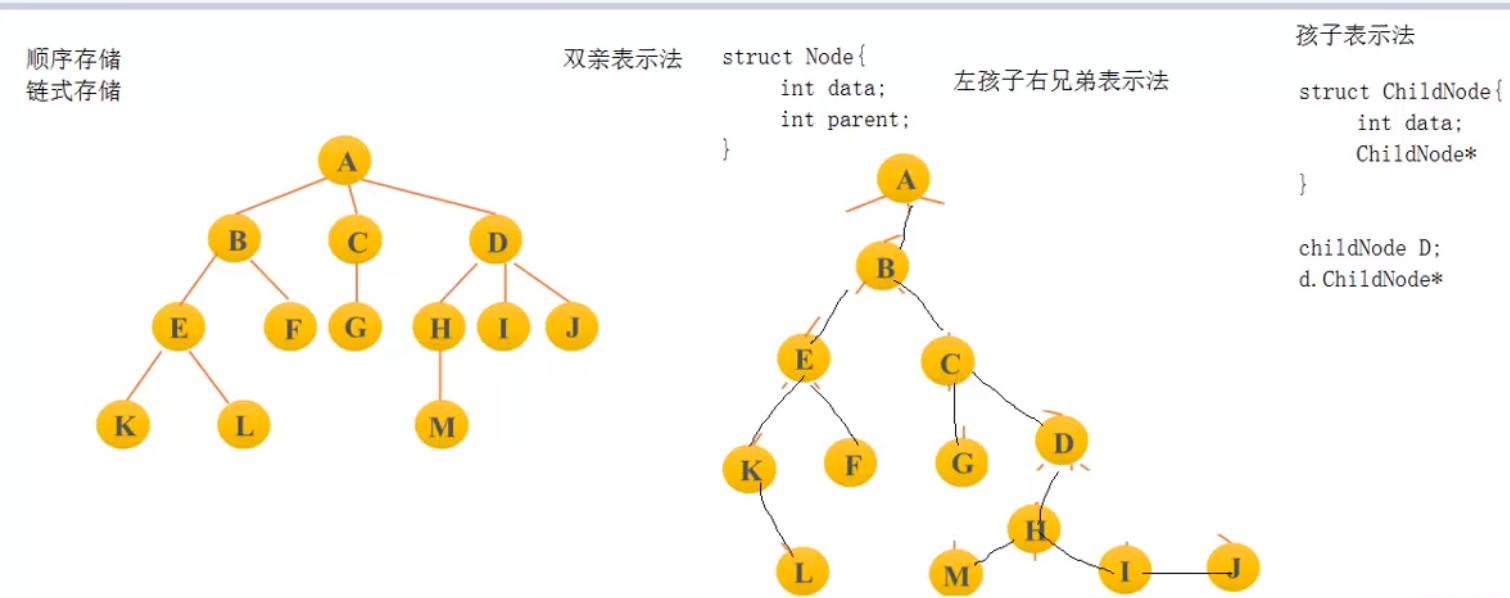 顺序存储
链式存储
双亲表示法
struct Node{
int data;
int parent;
}
左孩子右兄弟表示法
孩子表示法
struct ChildNode{
int data;
ChildNode*
}
childNode D;
d.ChildNode*
A
B C D
E F G H I J
K L M
A
B
E C
D
K F G
H
L M I J